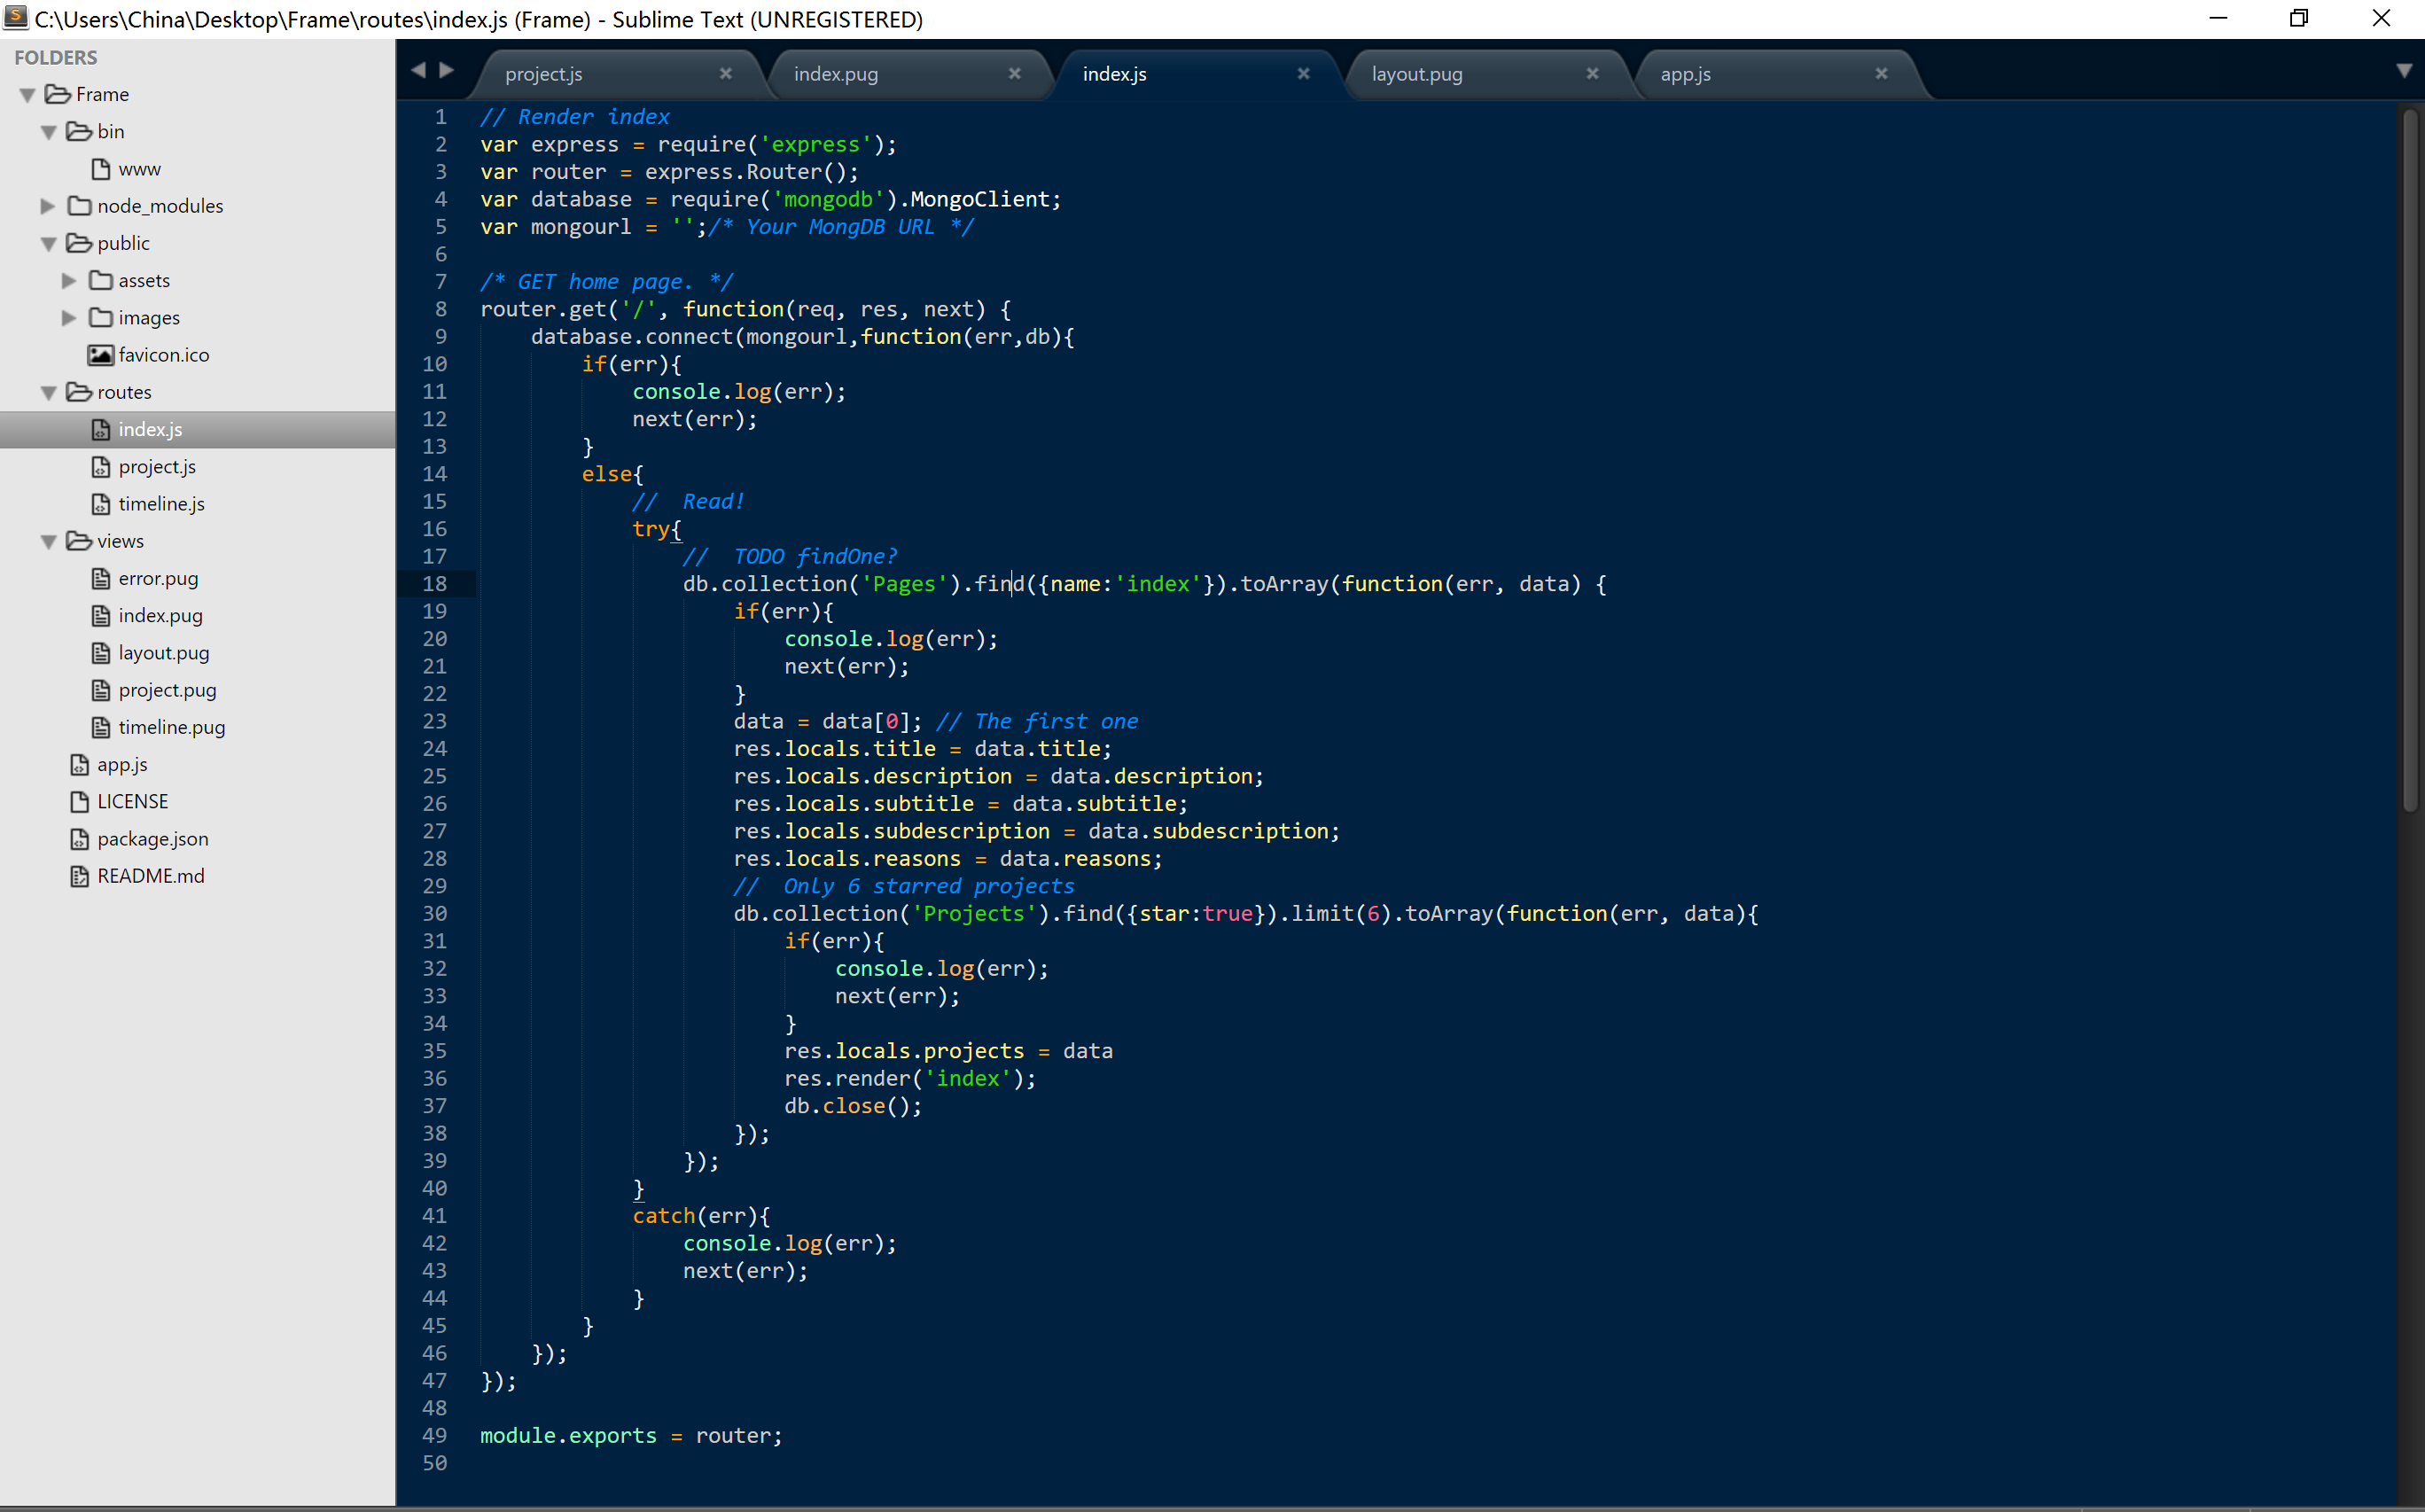 C:\Users\China\Desktop\Frame\routes\index.js (Frame) - Sublime Text (UNREGISTERED)
FOLDERS
Frame
bin
www
node_modules
public
assets
images
favicon.ico
routes
index.js
project.js
timeline.js
views
error.pug
index.pug
layout.pug
project.pug
timeline.pug
app.js
LICENSE
package.json
README.md
project.js × index.pug × index.js × layout.pug × app.js ×
1 // Render index
2 var express = require('express');
3 var router = express.Router();
4 var database = require('mongodb').MongoClient;
5 var mongourl = '';/* Your MongDB URL */
6
7 /* GET home page. */
8 router.get('/', function(req, res, next) {
9     database.connect(mongourl,function(err,db){
10         if(err){
11             console.log(err);
12             next(err);
13         }
14         else{
15             //  Read!
16             try{
17                 //  TODO findOne?
18                 db.collection('Pages').find({name:'index'}).toArray(function(err, data) {
19                     if(err){
20                         console.log(err);
21                         next(err);
22                     }
23                     data = data[0]; // The first one
24                     res.locals.title = data.title;
25                     res.locals.description = data.description;
26                     res.locals.subtitle = data.subtitle;
27                     res.locals.subdescription = data.subdescription;
28                     res.locals.reasons = data.reasons;
29                     //  Only 6 starred projects
30                     db.collection('Projects').find({star:true}).limit(6).toArray(function(err, data){
31                         if(err){
32                             console.log(err);
33                             next(err);
34                         }
35                         res.locals.projects = data
36                         res.render('index');
37                         db.close();
38                     });
39                 });
40             }
41             catch(err){
42                 console.log(err);
43                 next(err);
44             }
45         }
46     });
47 });
48
49 module.exports = router;
50